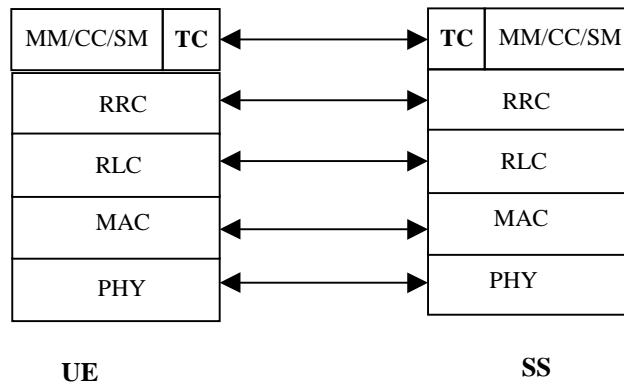 MM/CC/SM TC TC MM/CC/SM
RRC RRC
RLC RLC
MAC MAC
PHY PHY
UE SS